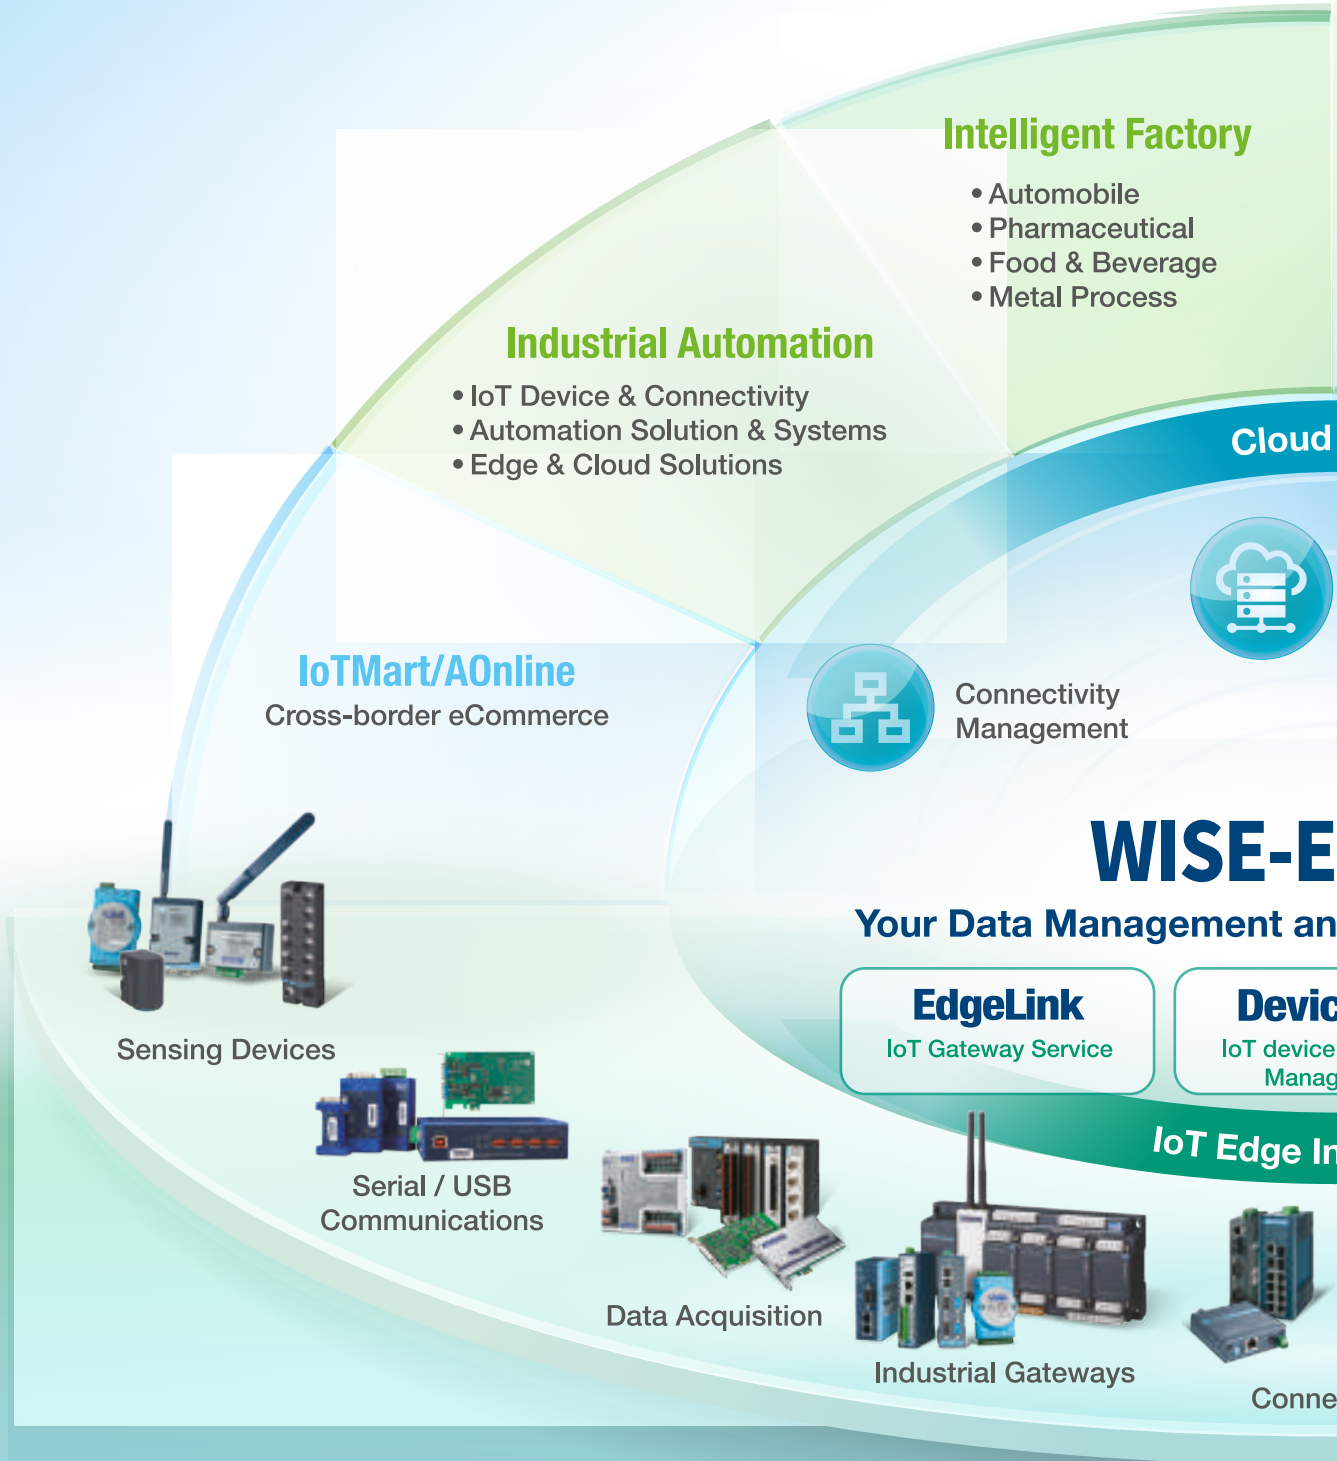 Intelligent Factory
• Automobile
• Pharmaceutical
• Food & Beverage
• Metal Process
Industrial Automation
• IoT Device & Connectivity
• Automation Solution & Systems
• Edge & Cloud Solutions
Cloud
IoTMart/AOnline
Cross-border eCommerce
Connectivity
Management
WISE-E
Your Data Management an
EdgeLink
IoT Gateway Service
Devic
IoT device
Manag
IoT Edge In
Sensing Devices
Serial / USB
Communications
Data Acquisition
Industrial Gateways
Conne